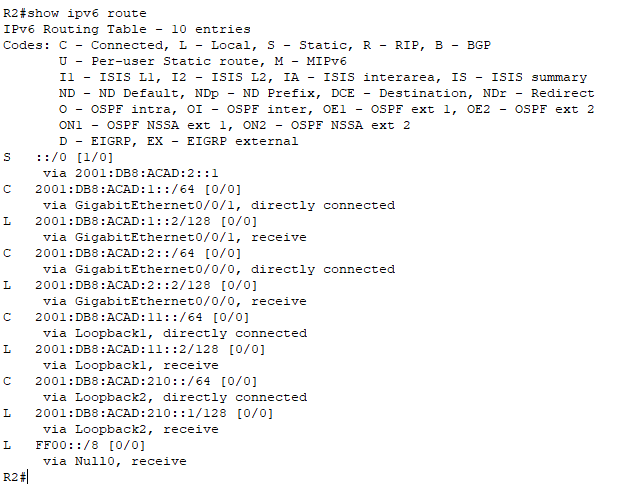 R2#show ipv6 route
IPv6 Routing Table - 10 entries
Codes: C - Connected, L - Local, S - Static, R - RIP, B - BGP
       U - Per-user Static route, M - MIPv6
       I1 - ISIS L1, I2 - ISIS L2, IA - ISIS interarea, IS - ISIS summary
       ND - ND Default, NDp - ND Prefix, DCE - Destination, NDr - Redirect
       O - OSPF intra, OI - OSPF inter, OE1 - OSPF ext 1, OE2 - OSPF ext 2
       ON1 - OSPF NSSA ext 1, ON2 - OSPF NSSA ext 2
       D - EIGRP, EX - EIGRP external
S   ::/0 [1/0]
     via 2001:DB8:ACAD:2::1
C   2001:DB8:ACAD:1::/64 [0/0]
     via GigabitEthernet0/0/1, directly connected
L   2001:DB8:ACAD:1::2/128 [0/0]
     via GigabitEthernet0/0/1, receive
C   2001:DB8:ACAD:2::/64 [0/0]
     via GigabitEthernet0/0/0, directly connected
L   2001:DB8:ACAD:2::2/128 [0/0]
     via GigabitEthernet0/0/0, receive
C   2001:DB8:ACAD:11::/64 [0/0]
     via Loopback1, directly connected
L   2001:DB8:ACAD:11::2/128 [0/0]
     via Loopback1, receive
C   2001:DB8:ACAD:210::/64 [0/0]
     via Loopback2, directly connected
L   2001:DB8:ACAD:210::1/128 [0/0]
     via Loopback2, receive
L   FF00::/8 [0/0]
     via Null0, receive
R2#